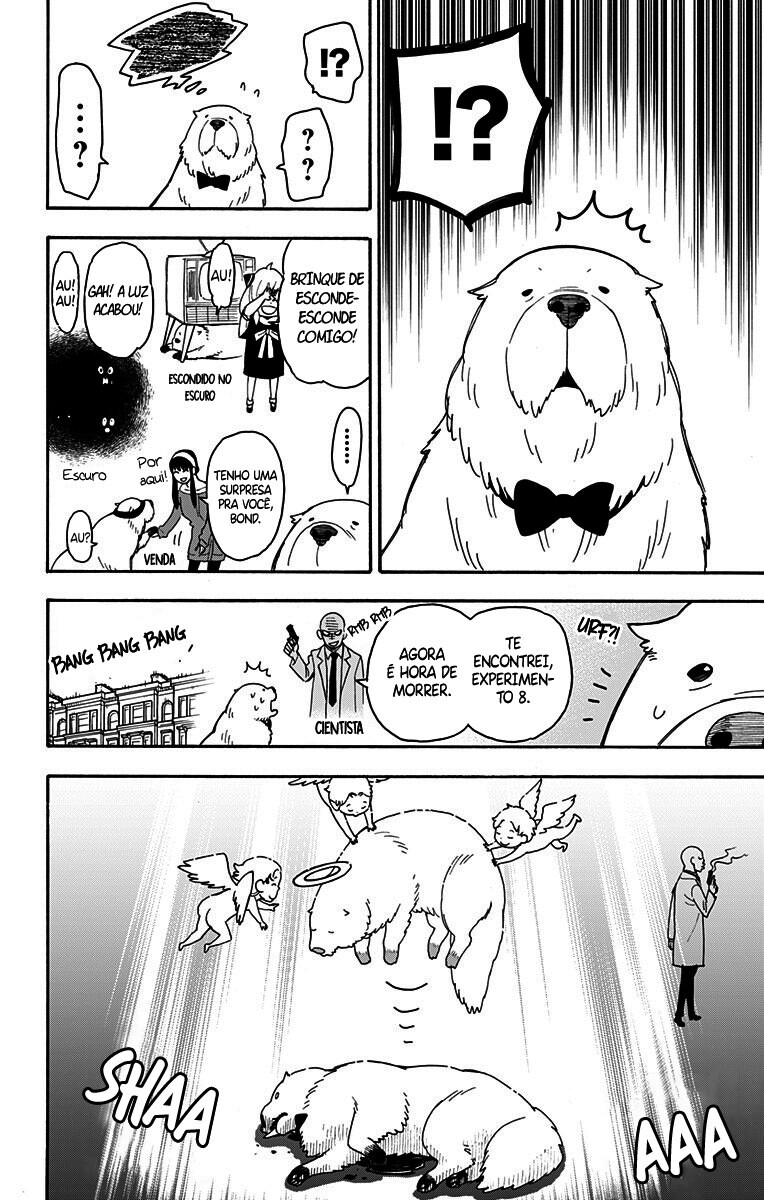 !?
!?
? ?
....?
BRINQUE DE
ESCONDE-
ESCONDE
COMIGO!
AU!
ESCONDIDO NO
ESCURO
GAH! A LUZ
ACABOU!
AU!
AU!
Escuro
.....
TENHO UMA
SURPRESA
PRA VOCÊ,
BOND.
Por
aqui!
VENDA
AU?
URF?!
TE
ENCONTREI,
EXPERIMEN-
TO 8.
AGORA
É HORA DE
MORRER.
RMB RMB
CIENTISTA
BANG BANG BANG
SHAA
AAA